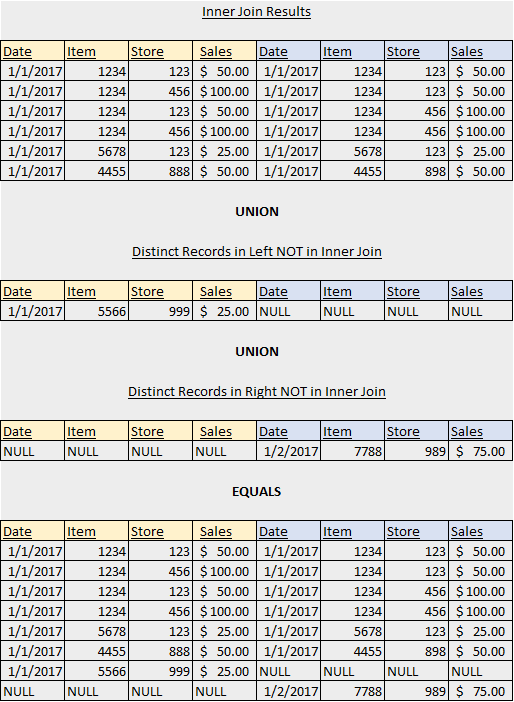 Inner Join Results
Date Item Store Sales Date Item Store Sales
1/1/2017 1234 123 $ 50.00 1/1/2017 1234 123 $ 50.00
1/1/2017 1234 456 $ 100.00 1/1/2017 1234 123 $ 50.00
1/1/2017 1234 123 $ 50.00 1/1/2017 1234 456 $ 100.00
1/1/2017 1234 456 $ 100.00 1/1/2017 1234 456 $ 100.00
1/1/2017 5678 123 $ 25.00 1/1/2017 5678 123 $ 25.00
1/1/2017 4455 888 $ 50.00 1/1/2017 4455 898 $ 50.00
UNION
Distinct Records in Left NOT in Inner Join
Date Item Store Sales Date Item Store Sales
1/1/2017 5566 999 $ 25.00 NULL NULL NULL NULL
UNION
Distinct Records in Right NOT in Inner Join
Date Item Store Sales Date Item Store Sales
NULL NULL NULL NULL 1/2/2017 7788 989 $ 75.00
EQUALS
Date Item Store Sales Date Item Store Sales
1/1/2017 1234 123 $ 50.00 1/1/2017 1234 123 $ 50.00
1/1/2017 1234 456 $ 100.00 1/1/2017 1234 123 $ 50.00
1/1/2017 1234 123 $ 50.00 1/1/2017 1234 456 $ 100.00
1/1/2017 1234 456 $ 100.00 1/1/2017 1234 456 $ 100.00
1/1/2017 5678 123 $ 25.00 1/1/2017 5678 123 $ 25.00
1/1/2017 4455 888 $ 50.00 1/1/2017 4455 898 $ 50.00
1/1/2017 5566 999 $ 25.00 NULL NULL NULL NULL
NULL NULL NULL NULL 1/2/2017 7788 989 $ 75.00